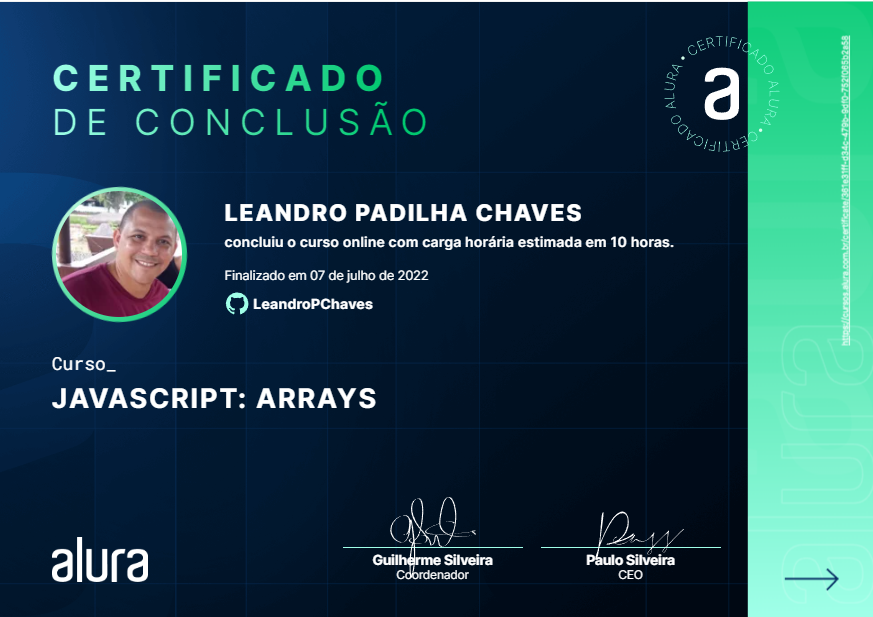 CERTIFICADO
DE CONCLUSÃO
CERTIFICADO ALURA • CERTIFICADO ALURA •
a
LEANDRO PADILHA CHAVES
concluiu o curso online com carga horária estimada em 10 horas.
Finalizado em 07 de julho de 2022
LeandroPChaves
Curso_
JAVASCRIPT: ARRAYS
alura
Guilherme Silveira
Coordenador
Paulo Silveira
CEO
alura